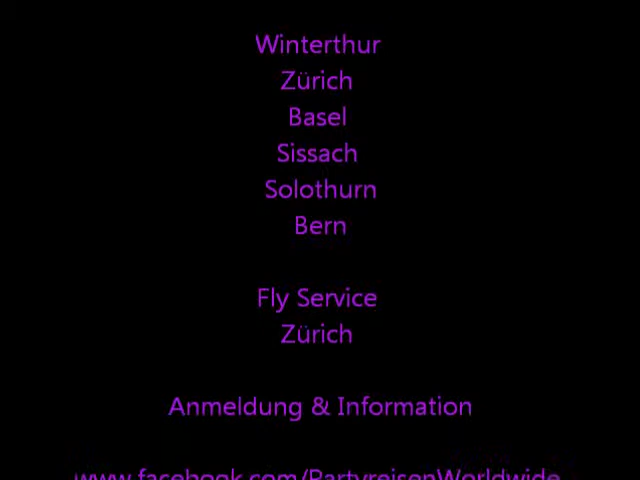 Winterthur
Zürich
Basel
Sissach
Solothurn
Bern
Fly Service
Zürich
Anmeldung & Information
www.facebook.com/PartyreisenWorldwide